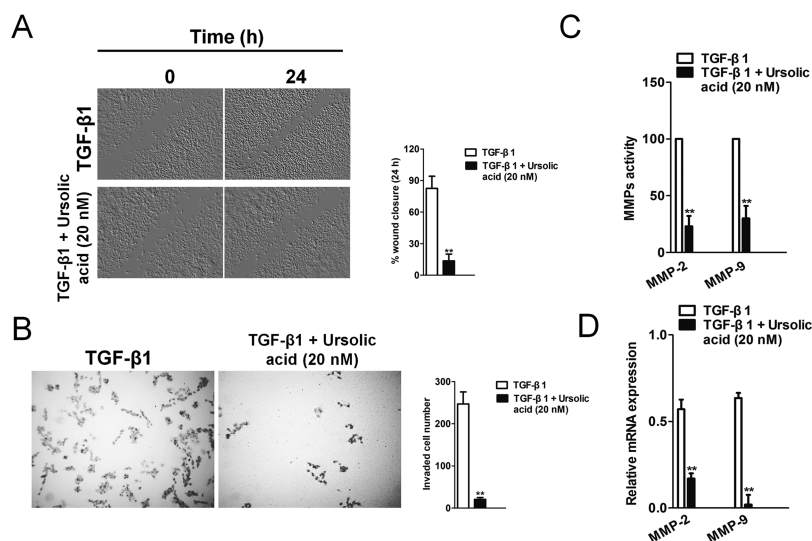 A
Time (h)
0
24
TGF-β1
TGF-β1 + Ursolic
acid (20 nM)
120
90
60
30
0
% wound closure (24 h)
TGF-β 1
TGF-β 1 + Ursolic
acid (20 nM)
**
B
TGF-β1
TGF-β1 + Ursolic
acid (20 nM)
300
200
100
0
Invaded cell number
TGF-β 1
TGF-β 1 + Ursolic
acid (20 nM)
**
C
TGF-β 1
TGF-β 1 + Ursolic
acid (20 nM)
150
100
50
0
MMPs activity
**
**
MMP-2
MMP-9
D
TGF-β 1
TGF-β 1 + Ursolic
acid (20 nM)
1.0
0.5
0.0
Relative mRNA expression
**
**
MMP-2
MMP-9